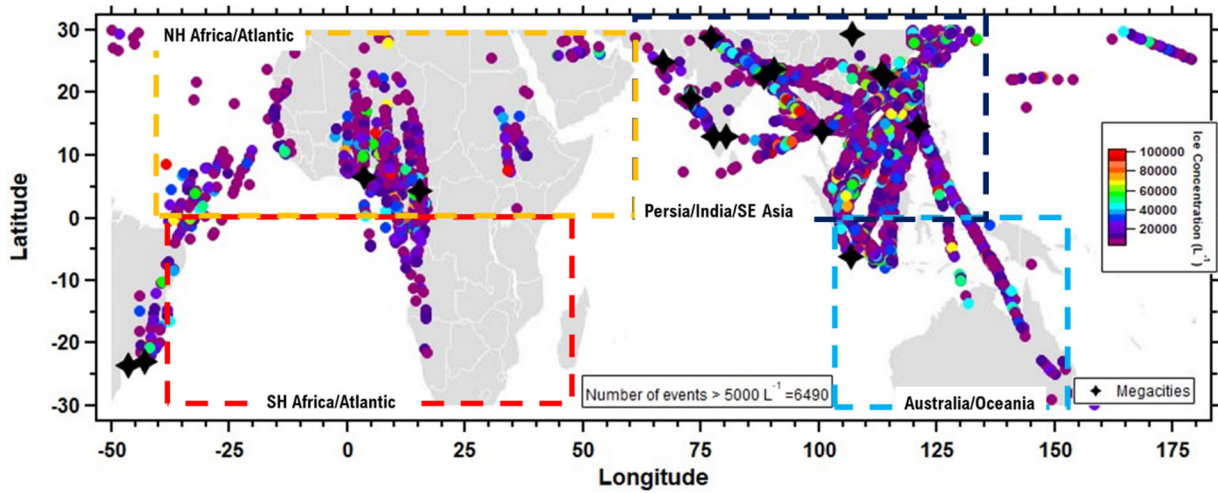 NH Africa/Atlantic
30
20
10
0
-10
-20
-30
Latitude
Persia/India/SE Asia
SH Africa/Atlantic
Number of events > 5000 L⁻¹ =6490
Australia/Oceania
Ice Concentration (L⁻¹)
100000
80000
60000
40000
20000
Megacities
-50
-25
0
25
50
75
100
125
150
175
Longitude